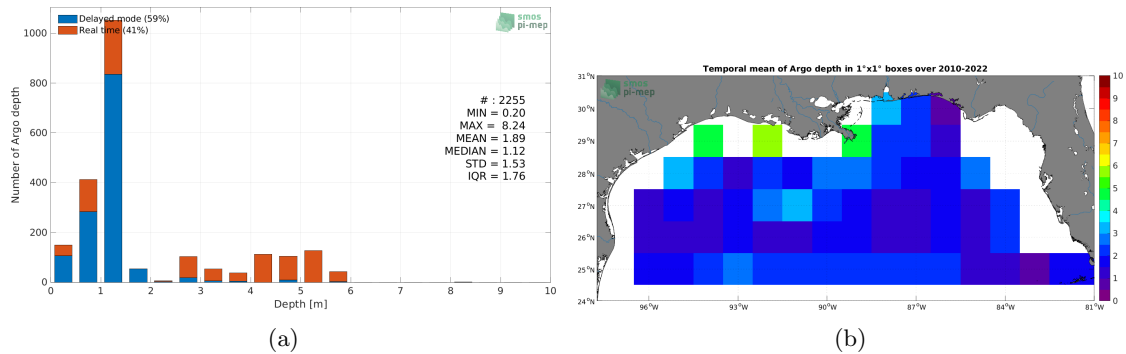 Delayed mode (59%)
Real time (41%)
smos
pi-mep
# : 2255
MIN = 0.20
MAX = 8.24
MEAN = 1.89
MEDIAN = 1.12
STD = 1.53
IQR = 1.76
Number of Argo depth
1000
800
600
400
200
0
0 1 2 3 4 5 6 7 8 9 10
Depth [m]
(a)
Temporal mean of Argo depth in 1°x1° boxes over 2010-2022
smos
pi-mep
31°N
30°N
29°N
28°N
27°N
26°N
25°N
24°N
96°W 93°W 90°W 87°W 84°W 81°W
10
9
8
7
6
5
4
3
2
1
0
(b)